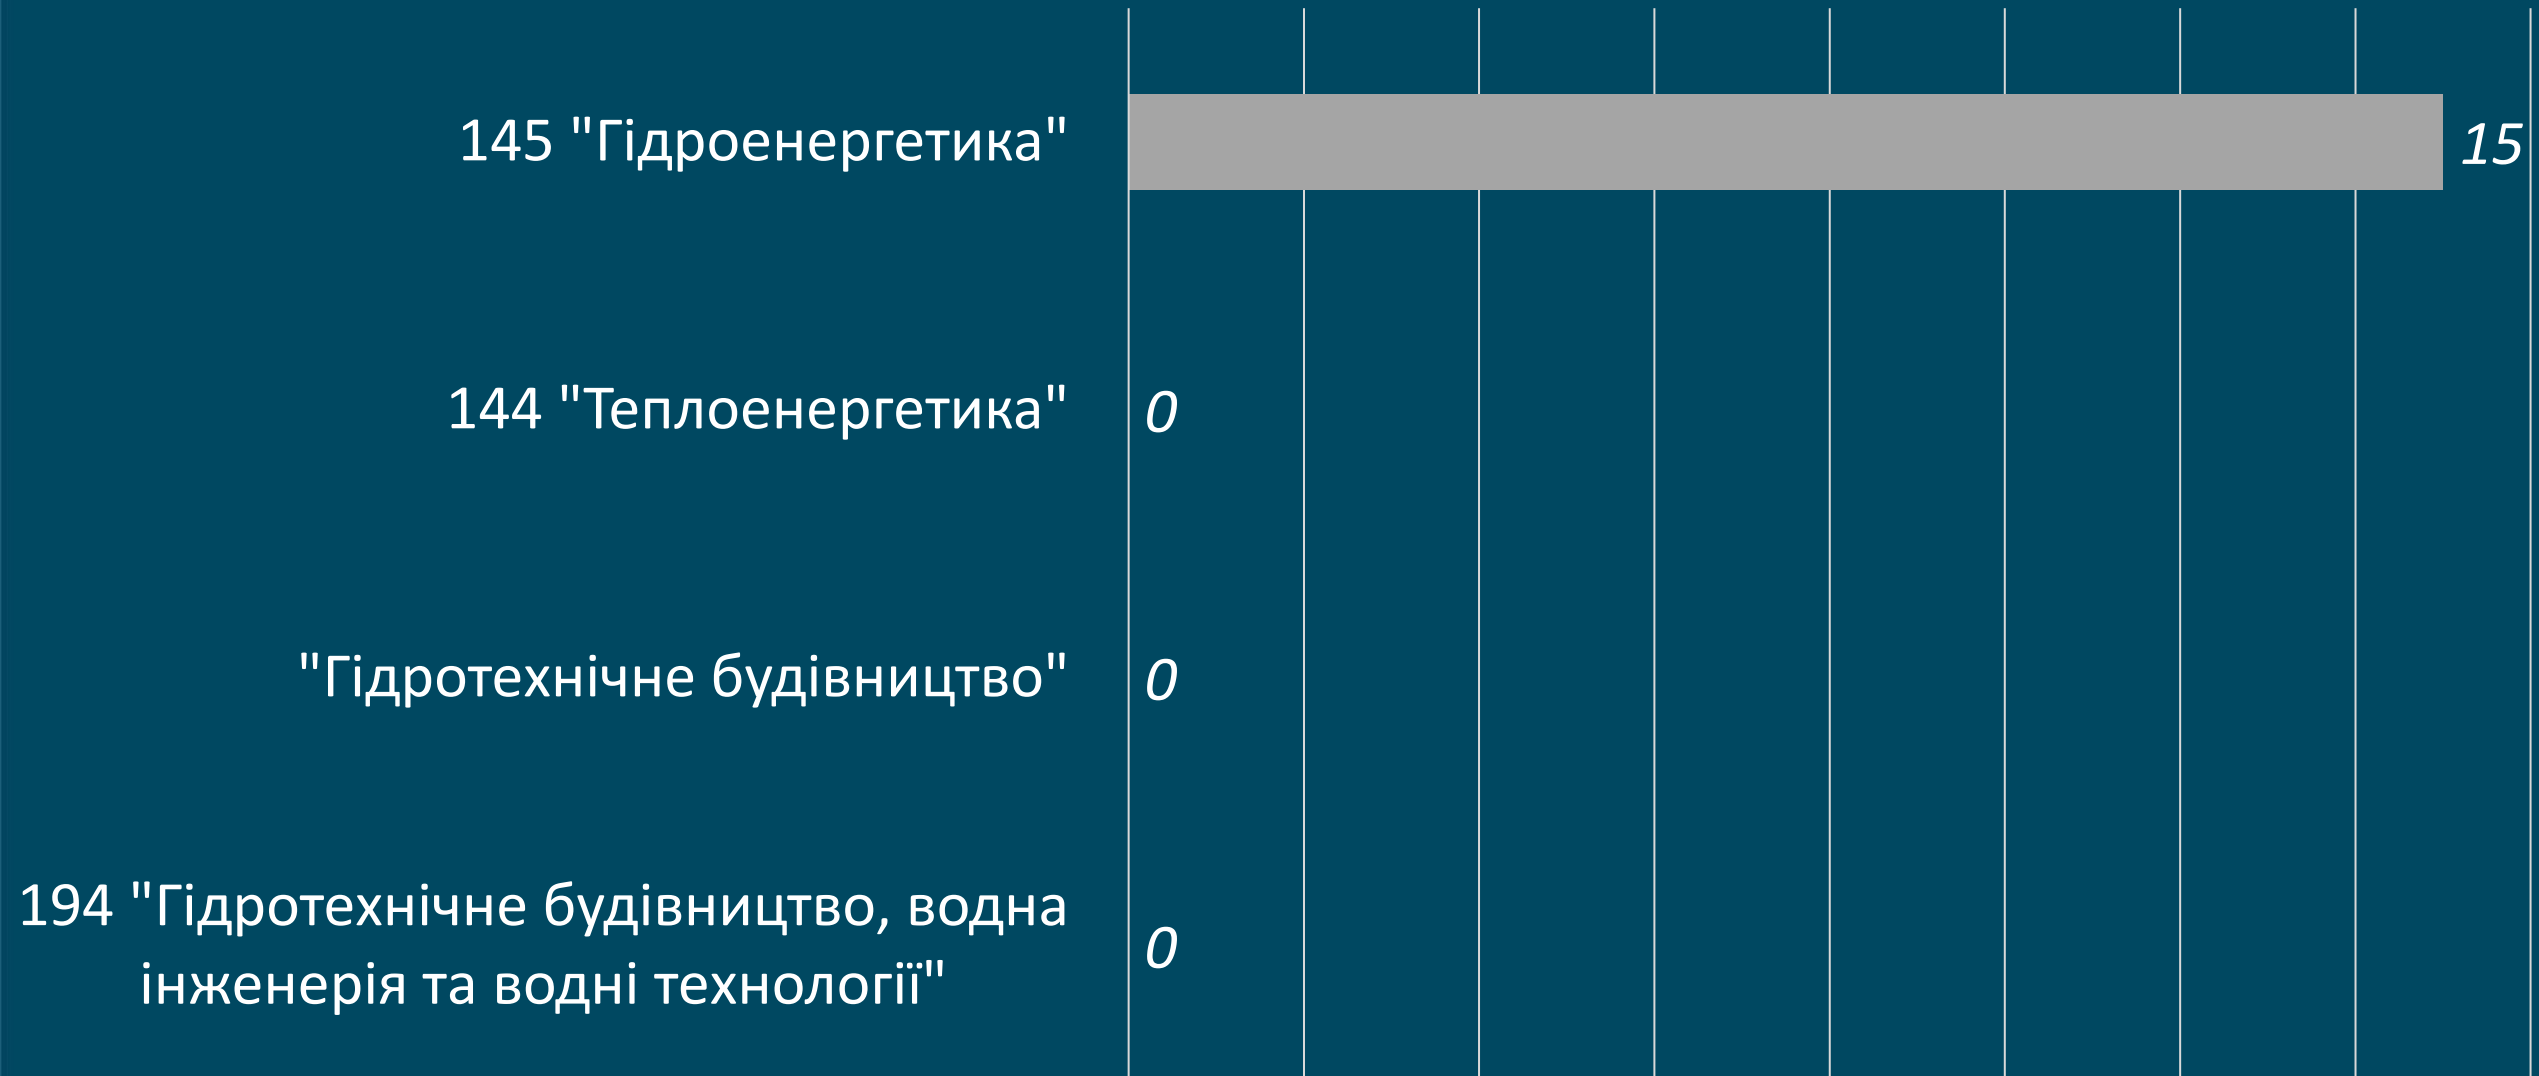 145 "Гідроенергетика"
15
144 "Теплоенергетика"
0
"Гідротехнічне будівництво"
0
194 "Гідротехнічне будівництво, водна
інженерія та водні технології"
0